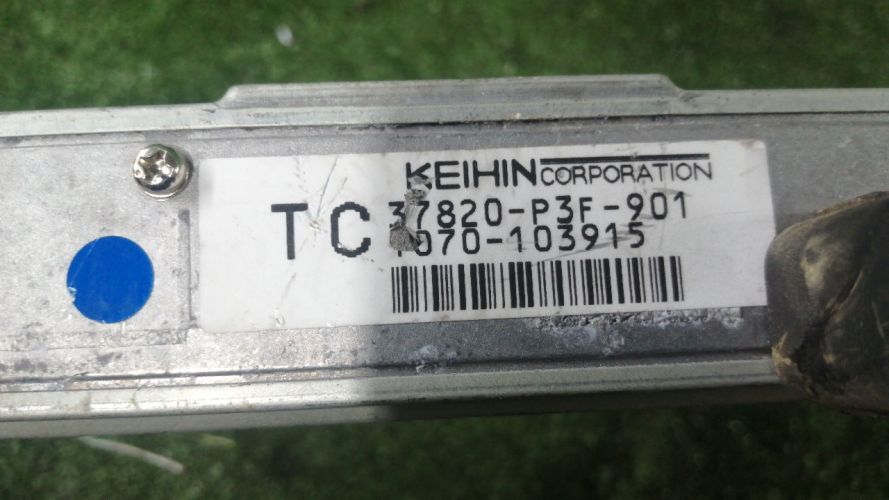 KEIHIN CORPORATION
TC 37820-P3F-901
1070-103915